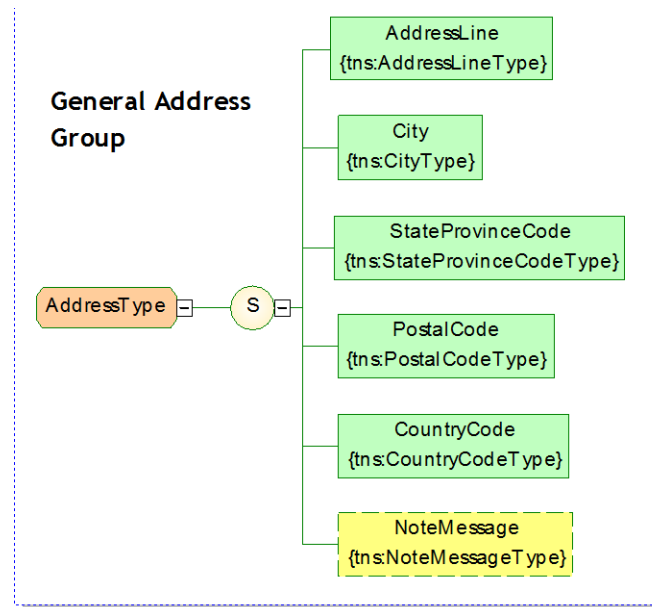 AddressLine
{tns:AddressLineType}
General Address
Group
City
{tns:CityType}
StateProvinceCode
{tns:StateProvinceCodeType}
AddressType
S
PostalCode
{tns:PostalCodeType}
CountryCode
{tns:CountryCodeType}
NoteMessage
{tns:NoteMessageType}